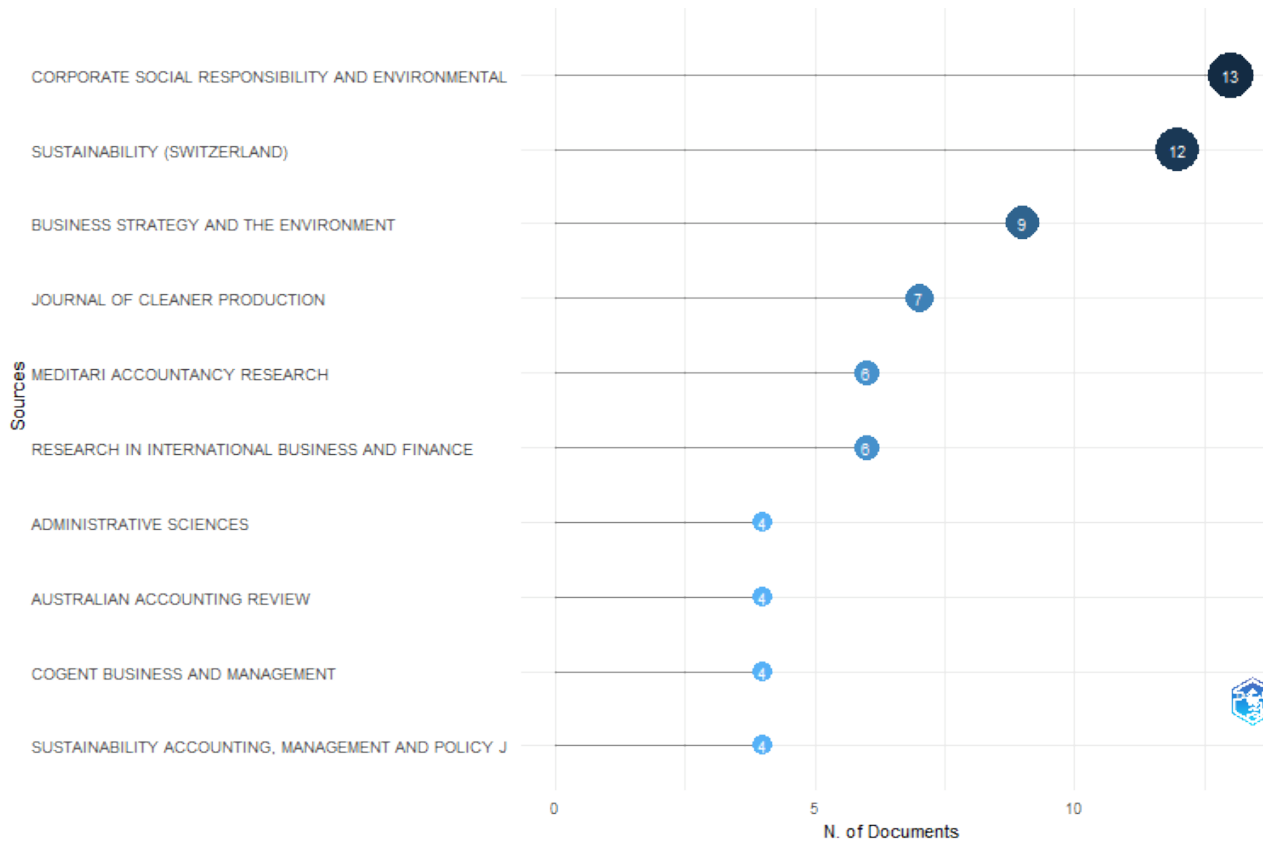 CORPORATE SOCIAL RESPONSIBILITY AND ENVIRONMENTAL
13
SUSTAINABILITY (SWITZERLAND)
12
BUSINESS STRATEGY AND THE ENVIRONMENT
9
JOURNAL OF CLEANER PRODUCTION
7
Sources
MEDITARI ACCOUNTANCY RESEARCH
6
RESEARCH IN INTERNATIONAL BUSINESS AND FINANCE
6
ADMINISTRATIVE SCIENCES
4
AUSTRALIAN ACCOUNTING REVIEW
4
COGENT BUSINESS AND MANAGEMENT
4
SUSTAINABILITY ACCOUNTING, MANAGEMENT AND POLICY J
4
0 5 10
N. of Documents